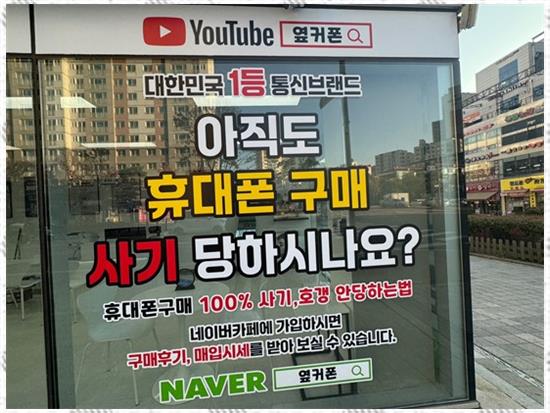 YouTube 옆커폰
대한민국 1등 통신브랜드
아직도
휴대폰 구매
사기 당하시나요?
휴대폰구매 100% 사기,호갱 안당하는법
네이버카페에 가입하시면
구매후기, 매입시세를 받아 보실 수 있습니다.
NAVER 옆커폰